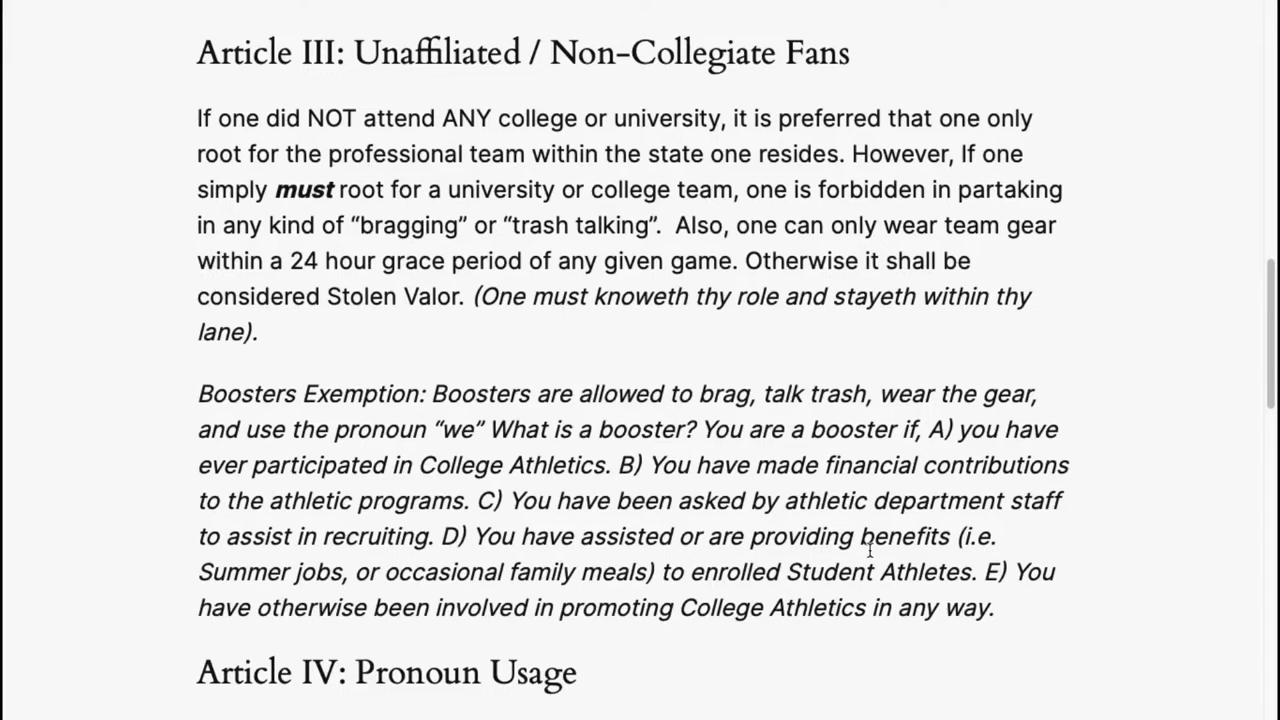 Article III: Unaffiliated / Non-Collegiate Fans
If one did NOT attend ANY college or university, it is preferred that one only
root for the professional team within the state one resides. However, If one
simply must root for a university or college team, one is forbidden in partaking
in any kind of “bragging” or “trash talking”.  Also, one can only wear team gear
within a 24 hour grace period of any given game. Otherwise it shall be
considered Stolen Valor. (One must knoweth thy role and stayeth within thy
lane).
Boosters Exemption: Boosters are allowed to brag, talk trash, wear the gear,
and use the pronoun “we” What is a booster? You are a booster if, A) you have
ever participated in College Athletics. B) You have made financial contributions
to the athletic programs. C) You have been asked by athletic department staff
to assist in recruiting. D) You have assisted or are providing benefits (i.e.
Summer jobs, or occasional family meals) to enrolled Student Athletes. E) You
have otherwise been involved in promoting College Athletics in any way.
Article IV: Pronoun Usage